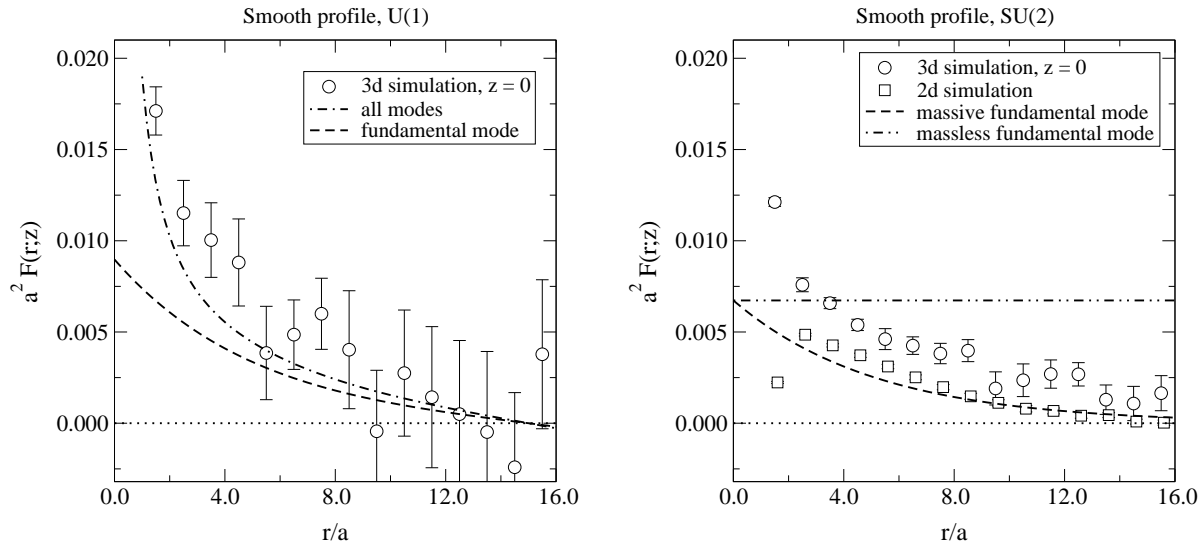 Smooth profile, U(1)
0.020
0.015
0.010
0.005
0.000
a² F(r;z)
3d simulation, z = 0
all modes
fundamental mode
0.0 4.0 8.0 12.0 16.0
r/a
Smooth profile, SU(2)
0.020
0.015
0.010
0.005
0.000
a² F(r;z)
3d simulation, z = 0
2d simulation
massive fundamental mode
massless fundamental mode
0.0 4.0 8.0 12.0 16.0
r/a